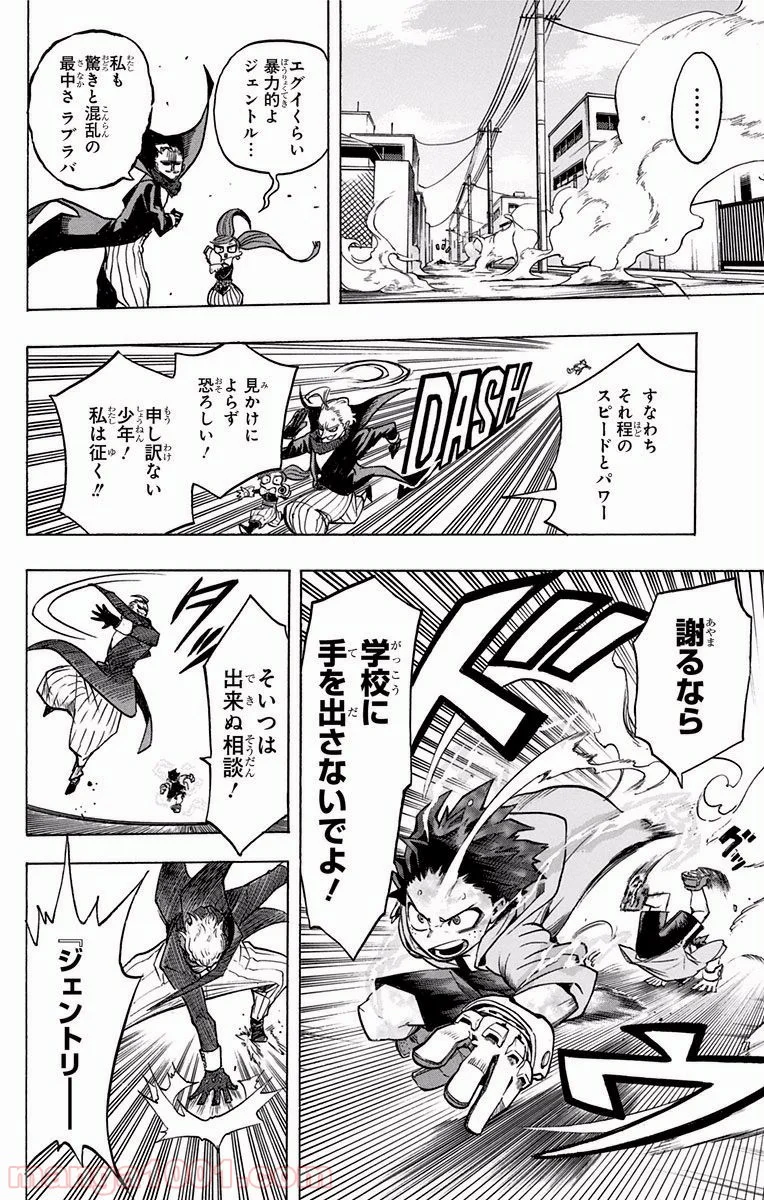 ……
エグイくらい
暴力的よ
ジェントル…
私も
驚きと混乱の
最中さ ラブラバ
すなわち
それ程の
スピードとパワー
DASH
見かけに
よらず
恐ろしい！
申し訳ない
少年！
私は征く！！
謝るなら
学校に
手を出さないでよ！
ドウ
グッ
そいつは
出来ぬ相談！
タッ
『ジェントリー──
manga1001.com